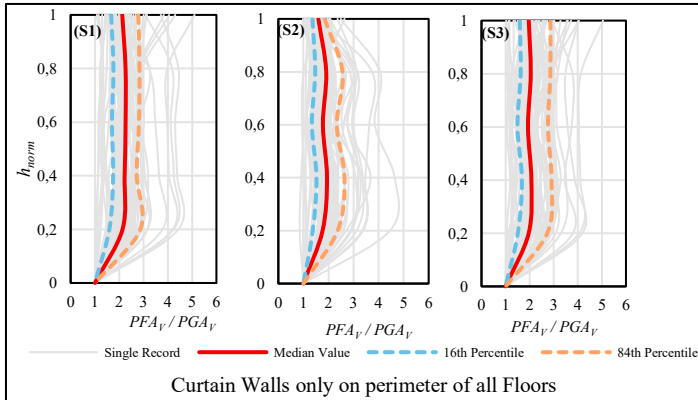 (S1)
1
0,8
0,6
0,4
0,2
0
0 1 2 3 4 5 6
h_norm
PFA_V / PGA_V
(S2)
1
0,8
0,6
0,4
0,2
0
0 1 2 3 4 5 6
PFA_V / PGA_V
(S3)
1
0,8
0,6
0,4
0,2
0
0 1 2 3 4 5 6
PFA_V / PGA_V
Single Record Median Value 16th Percentile 84th Percentile
Curtain Walls only on perimeter of all Floors